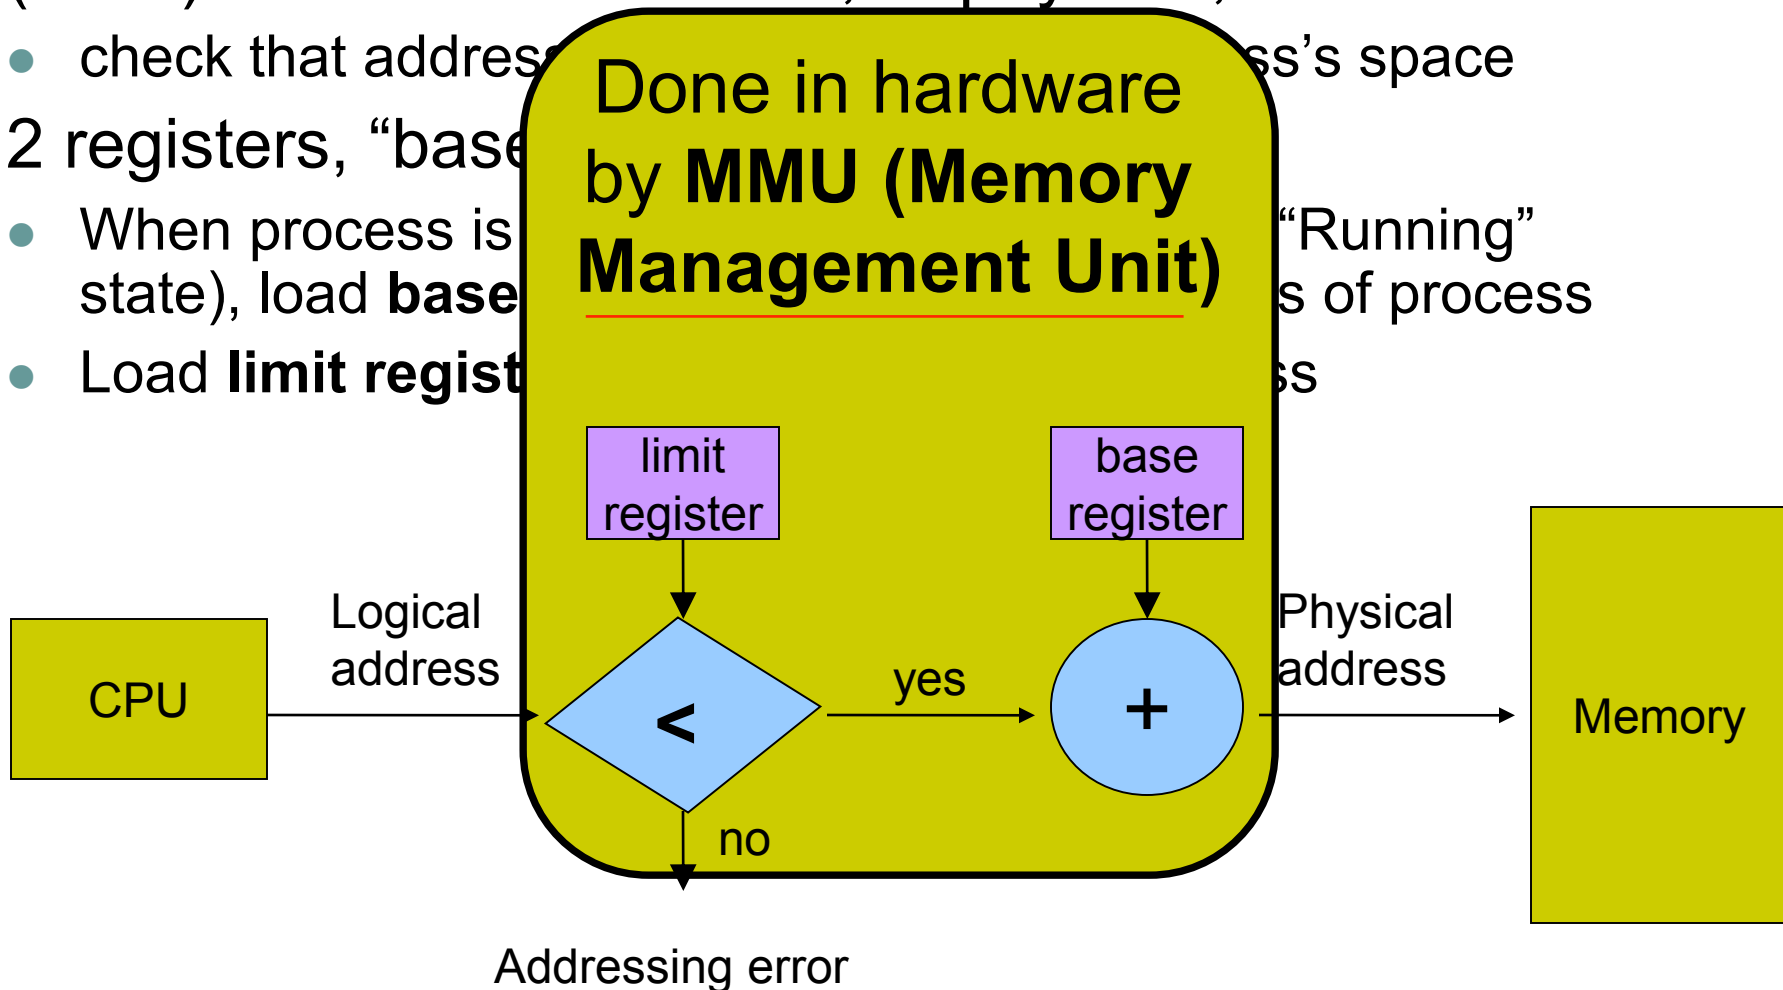 check that addres ss's space
Done in hardware
2 registers, “base
by MMU (Memory
When process is “Running”
Management Unit)
state), load base s of process
Load limit regist ss
limit
register
base
register
Logical
address
Physical
address
CPU
<
yes
+
Memory
no
Addressing error